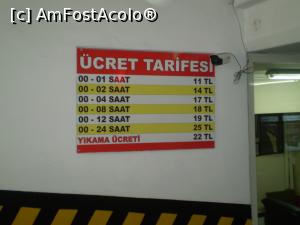 [c] AmFostAcolo®
ÜCRET TARİFESİ
00 - 01 SAAT 11 TL
00 - 02 SAAT 14 TL
00 - 04 SAAT 17 TL
00 - 08 SAAT 18 TL
00 - 12 SAAT 19 TL
00 - 24 SAAT 25 TL
YIKAMA ÜCRETİ 22 TL